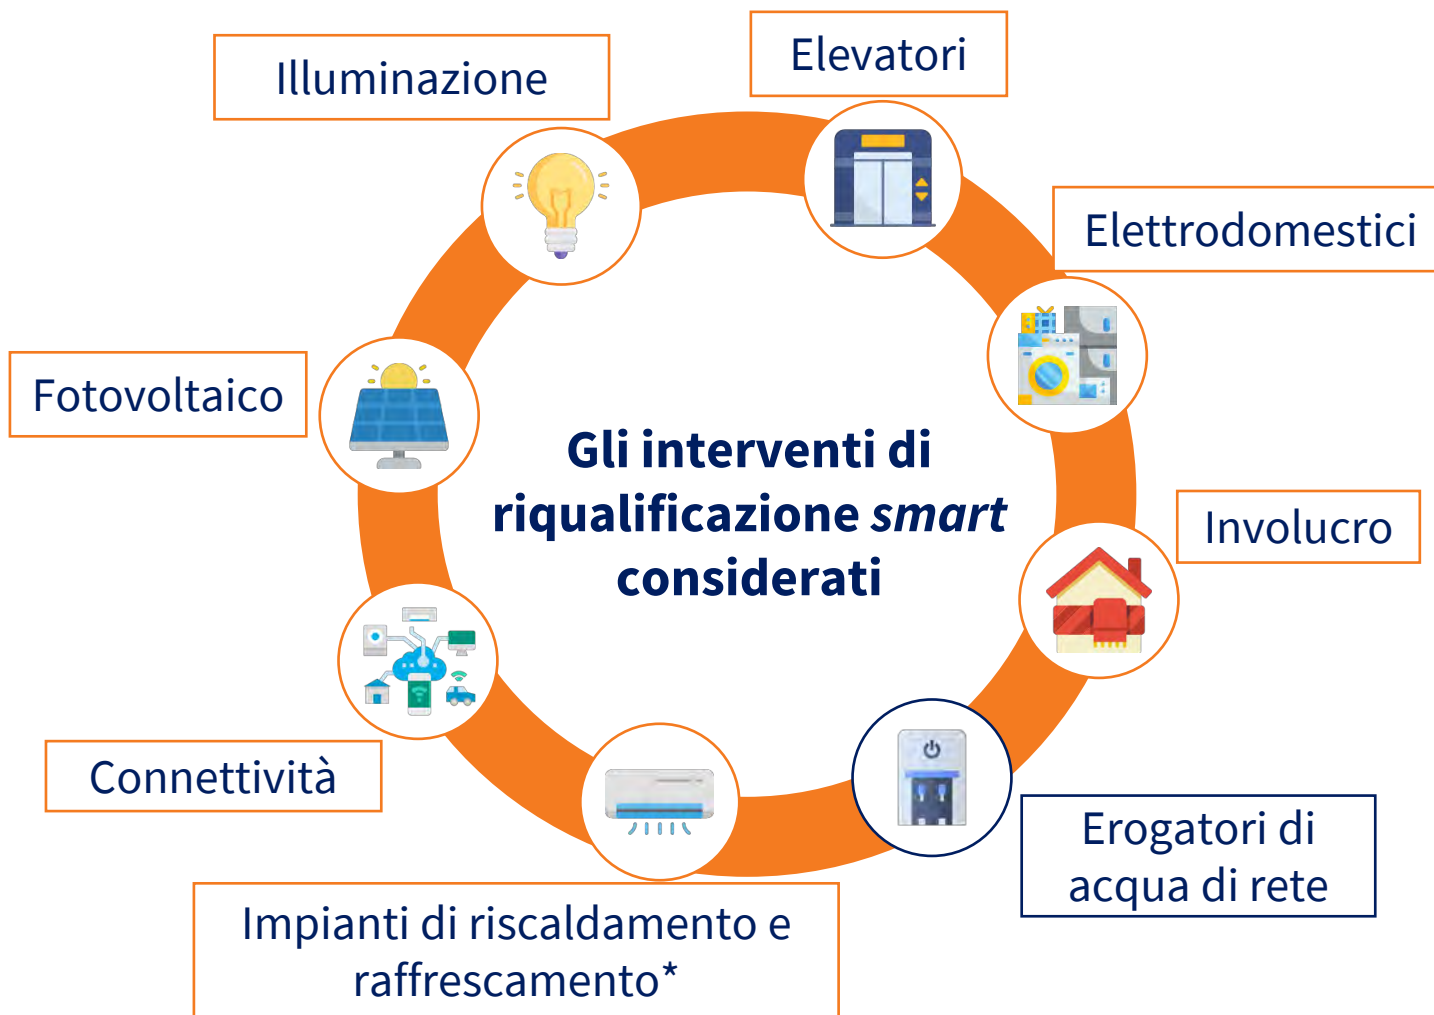 Illuminazione
Elevatori
Elettrodomestici
Fotovoltaico
Gli interventi di
riqualificazione smart
considerati
Involucro
Connettività
Erogatori di
acqua di rete
Impianti di riscaldamento e
raffrescamento*